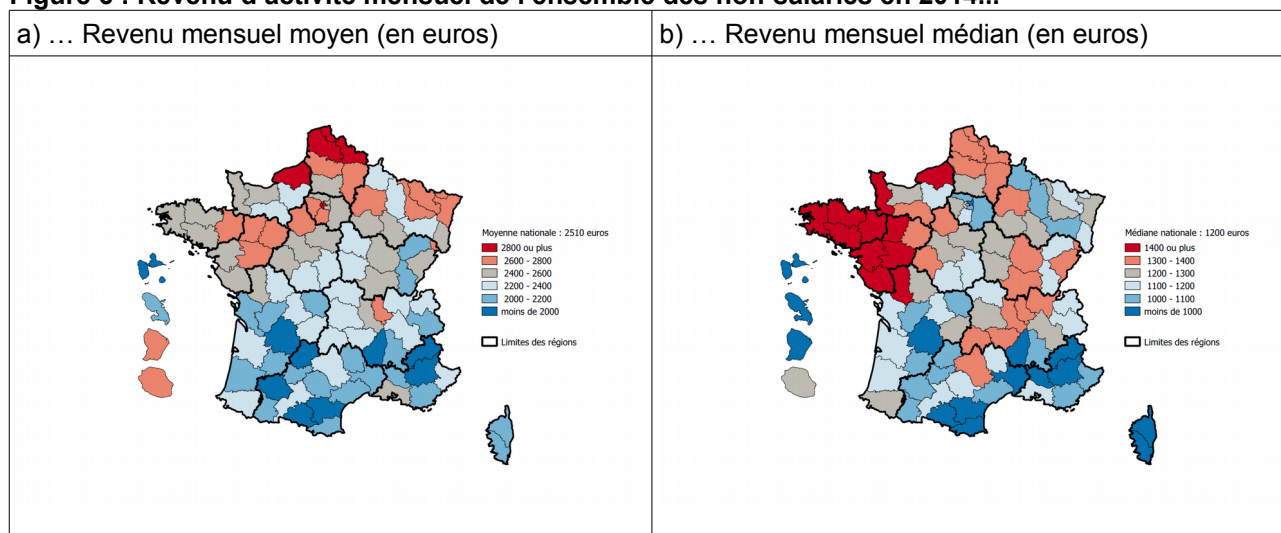 Figure 6 : Revenu d'activité mensuel de l'ensemble des non-salariés en 2014...
a) … Revenu mensuel moyen (en euros)
b) … Revenu mensuel médian (en euros)
Moyenne nationale : 2510 euros
2800 ou plus
2600 - 2800
2400 - 2600
2200 - 2400
2000 - 2200
moins de 2000
Limites des régions
Médiane nationale : 1200 euros
1400 ou plus
1300 - 1400
1200 - 1300
1100 - 1200
1000 - 1100
moins de 1000
Limites des régions